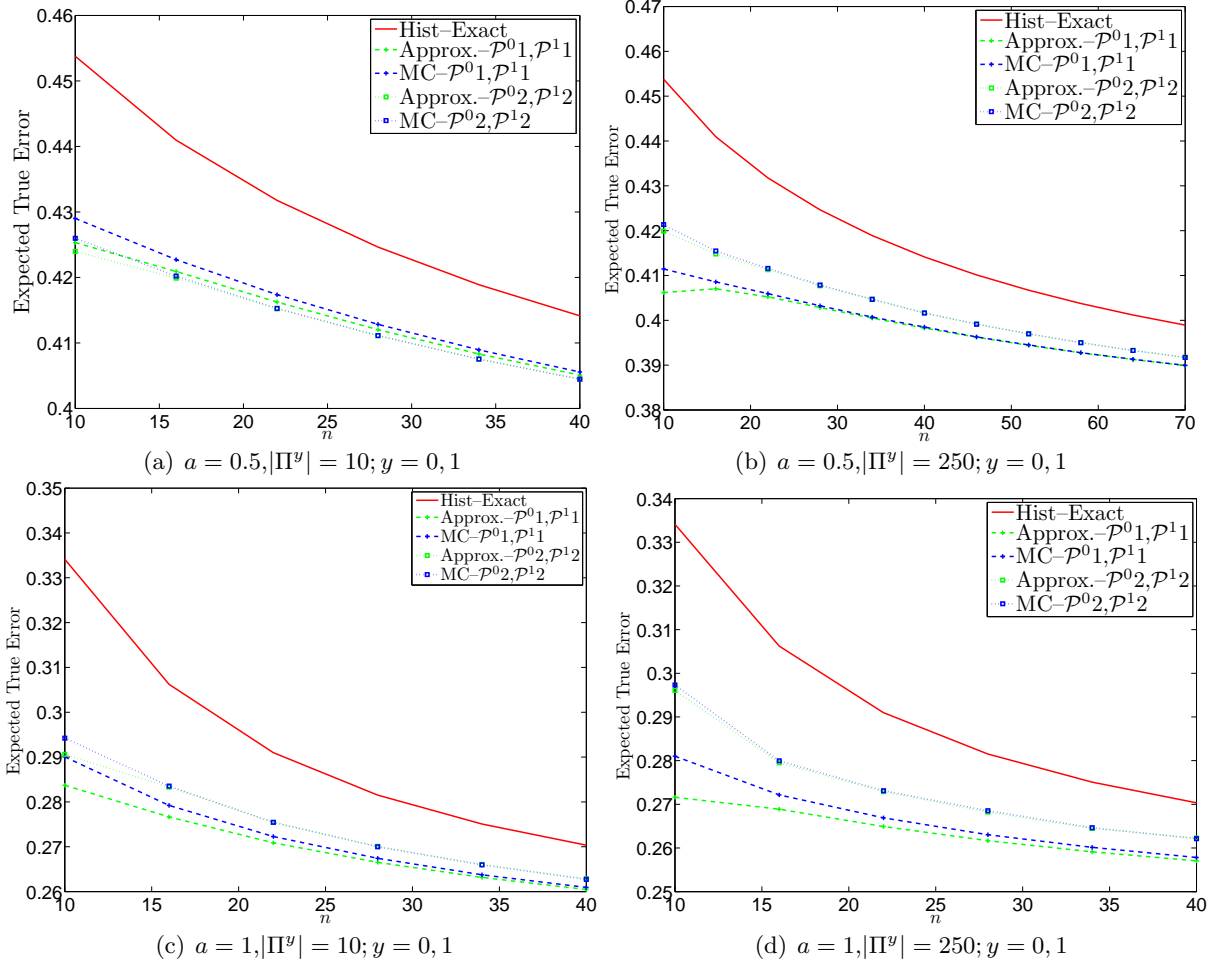 0.46
0.45
0.44
0.43
0.42
0.41
0.4
Expected True Error
Hist–Exact
Approx.–𝒫⁰1,𝒫¹1
MC–𝒫⁰1,𝒫¹1
Approx.–𝒫⁰2,𝒫¹2
MC–𝒫⁰2,𝒫¹2
10 15 20 25 30 35 40
n
(a) a = 0.5,|Πʸ| = 10; y = 0, 1
0.47
0.46
0.45
0.44
0.43
0.42
0.41
0.4
0.39
0.38
Expected True Error
Hist–Exact
Approx.–𝒫⁰1,𝒫¹1
MC–𝒫⁰1,𝒫¹1
Approx.–𝒫⁰2,𝒫¹2
MC–𝒫⁰2,𝒫¹2
10 20 30 40 50 60 70
n
(b) a = 0.5,|Πʸ| = 250; y = 0, 1
0.35
0.34
0.33
0.32
0.31
0.3
0.29
0.28
0.27
0.26
Expected True Error
Hist–Exact
Approx.–𝒫⁰1,𝒫¹1
MC–𝒫⁰1,𝒫¹1
Approx.–𝒫⁰2,𝒫¹2
MC–𝒫⁰2,𝒫¹2
10 15 20 25 30 35 40
n
(c) a = 1,|Πʸ| = 10; y = 0, 1
0.34
0.33
0.32
0.31
0.3
0.29
0.28
0.27
0.26
0.25
Expected True Error
Hist–Exact
Approx.–𝒫⁰1,𝒫¹1
MC–𝒫⁰1,𝒫¹1
Approx.–𝒫⁰2,𝒫¹2
MC–𝒫⁰2,𝒫¹2
10 15 20 25 30 35 40
n
(d) a = 1,|Πʸ| = 250; y = 0, 1